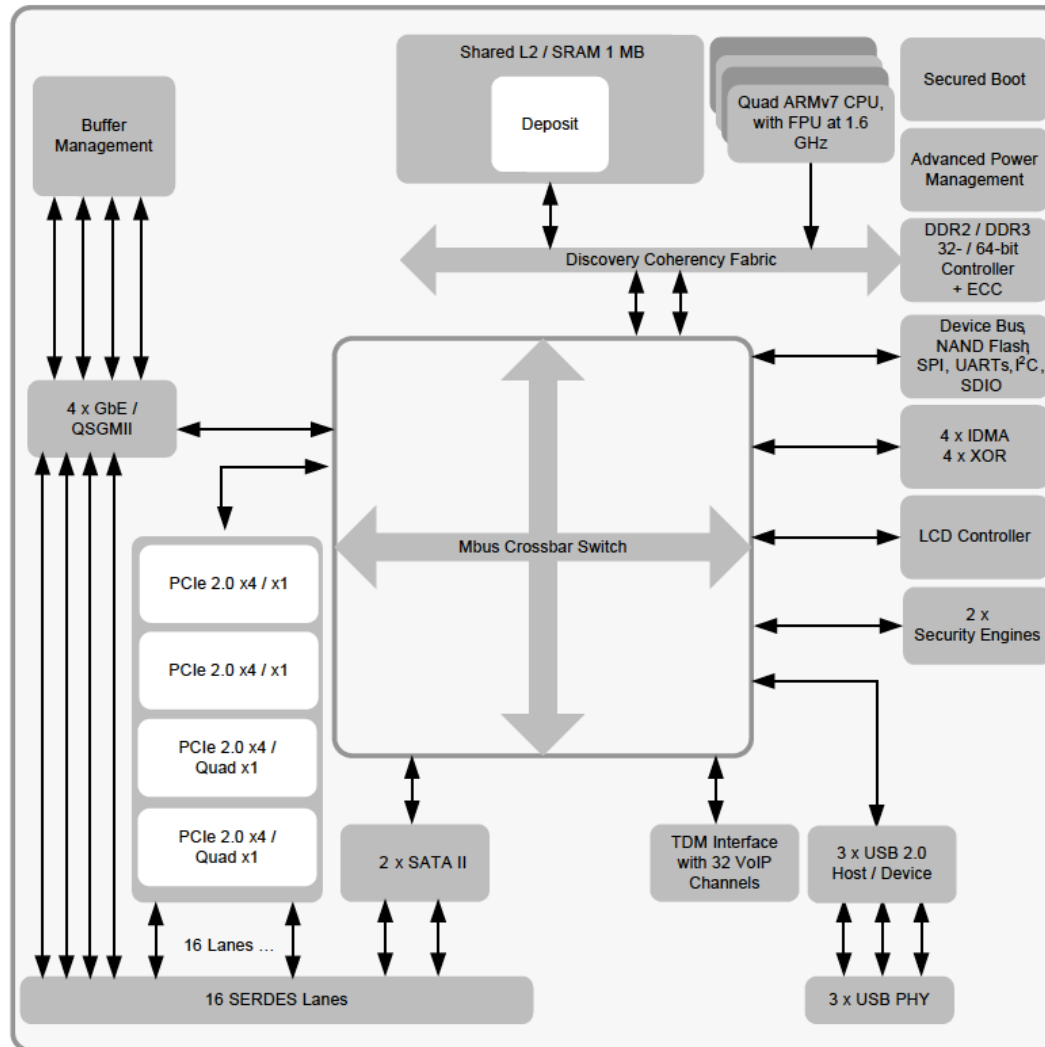 Shared L2 / SRAM 1 MB
Deposit
Quad ARMv7 CPU,
with FPU at 1.6
GHz
Secured Boot
Buffer
Management
Advanced Power
Management
DDR2 / DDR3
32- / 64-bit
Controller
+ ECC
Discovery Coherency Fabric
Device Bus,
NAND Flash,
SPI, UARTs, I²C,
SDIO
4 x GbE /
QSGMII
4 x IDMA
4 x XOR
Mbus Crossbar Switch
LCD Controller
PCIe 2.0 x4 / x1
PCIe 2.0 x4 / x1
PCIe 2.0 x4 /
Quad x1
PCIe 2.0 x4 /
Quad x1
2 x
Security Engines
2 x SATA II
TDM Interface
with 32 VoIP
Channels
3 x USB 2.0
Host / Device
16 Lanes ...
16 SERDES Lanes
3 x USB PHY